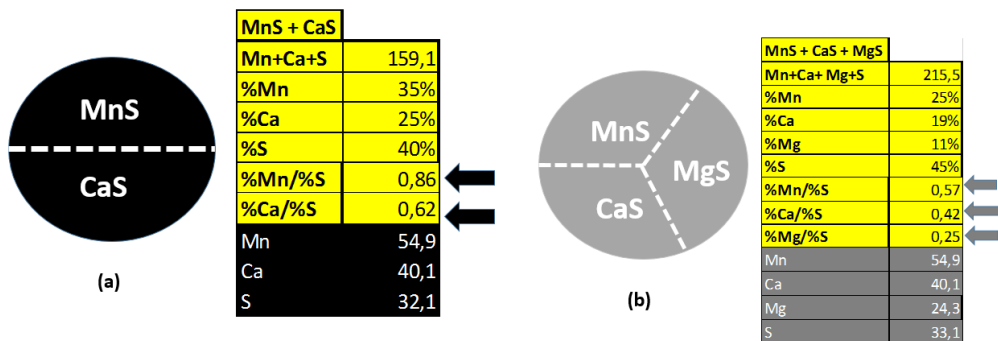 MnS
CaS
(a)
MnS + CaS
Mn+Ca+S 159,1
%Mn 35%
%Ca 25%
%S 40%
%Mn/%S 0,86
%Ca/%S 0,62
Mn 54,9
Ca 40,1
S 32,1
MnS
MgS
CaS
(b)
MnS + CaS + MgS
Mn+Ca+ Mg+S 215,5
%Mn 25%
%Ca 19%
%Mg 11%
%S 45%
%Mn/%S 0,57
%Ca/%S 0,42
%Mg/%S 0,25
Mn 54,9
Ca 40,1
Mg 24,3
S 33,1